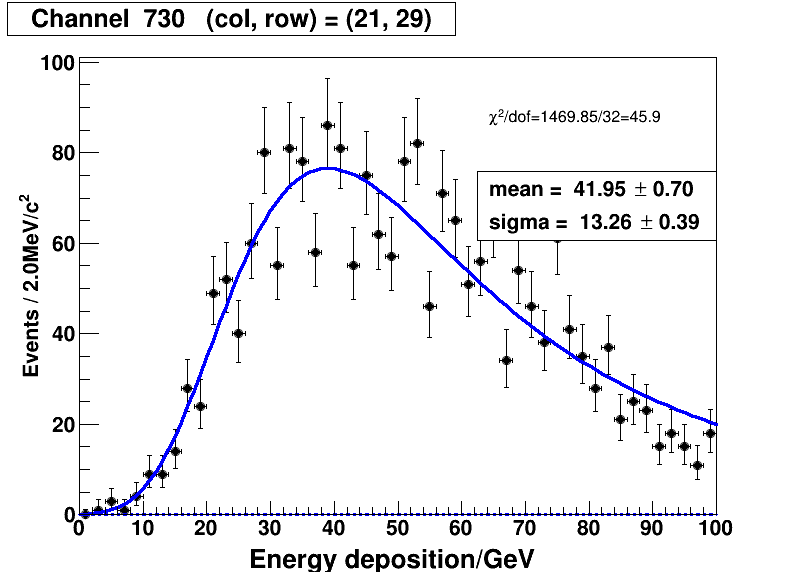 Channel  730   (col, row) = (21, 29)
100
χ²/dof=1469.85/32=45.9
80
mean =  41.95 ± 0.70
sigma =  13.26 ± 0.39
60
Events / 2.0MeV/c²
40
20
0
0 10 20 30 40 50 60 70 80 90 100
Energy deposition/GeV